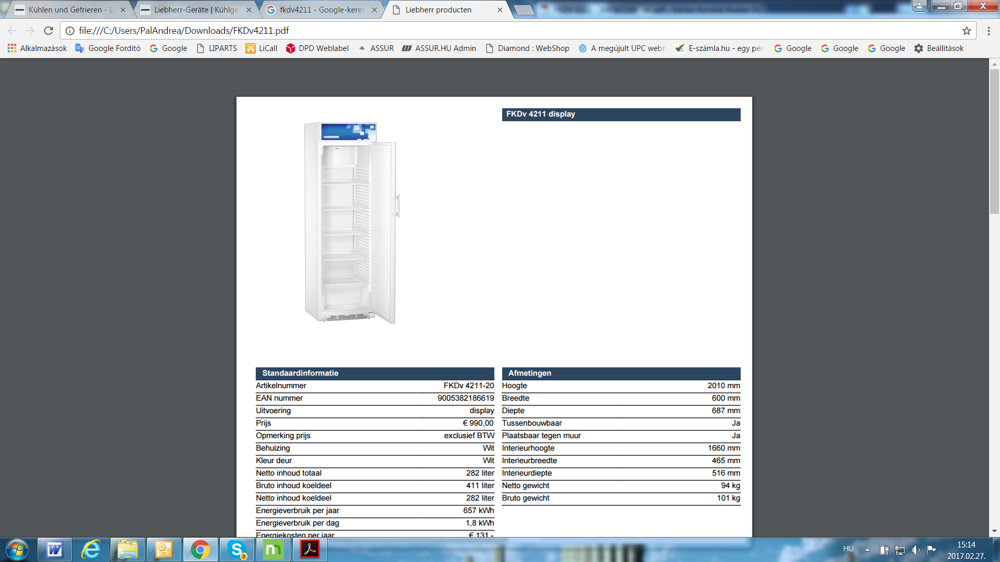 Kühlen und Gefrieren - L
Liebherr-Geräte | Kühlge
fkdv4211 - Google-keres
Liebherr producten
file:///C:/Users/PalAndrea/Downloads/FKDv4211.pdf
Alkalmazások
Google Fordító
Google
LIPARTS
LiCall
DPD Weblabel
ASSUR
ASSUR.HU Admin
Diamond : WebShop
A megújult UPC webm
E-számla.hu - egy per
Google
Google
Google
Beállítások
FKDv 4211 display
LIEBHERR
Standaardinformatie
Artikelnummer FKDv 4211-20
EAN nummer 9005382186619
Uitvoering display
Prijs € 990,00
Opmerking prijs exclusief BTW
Behuizing Wit
Kleur deur Wit
Netto inhoud totaal 282 liter
Bruto inhoud koeldeel 411 liter
Netto inhoud koeldeel 282 liter
Energieverbruik per jaar 657 kWh
Energieverbruik per dag 1,8 kWh
Energiekosten per jaar € 131,-
Afmetingen
Hoogte 2010 mm
Breedte 600 mm
Diepte 687 mm
Tussenbouwbaar Ja
Plaatsbaar tegen muur Ja
Interieurhoogte 1660 mm
Interieurbreedte 465 mm
Interieurdiepte 516 mm
Netto gewicht 94 kg
Bruto gewicht 101 kg
3
HU
15:14
2017.02.27.